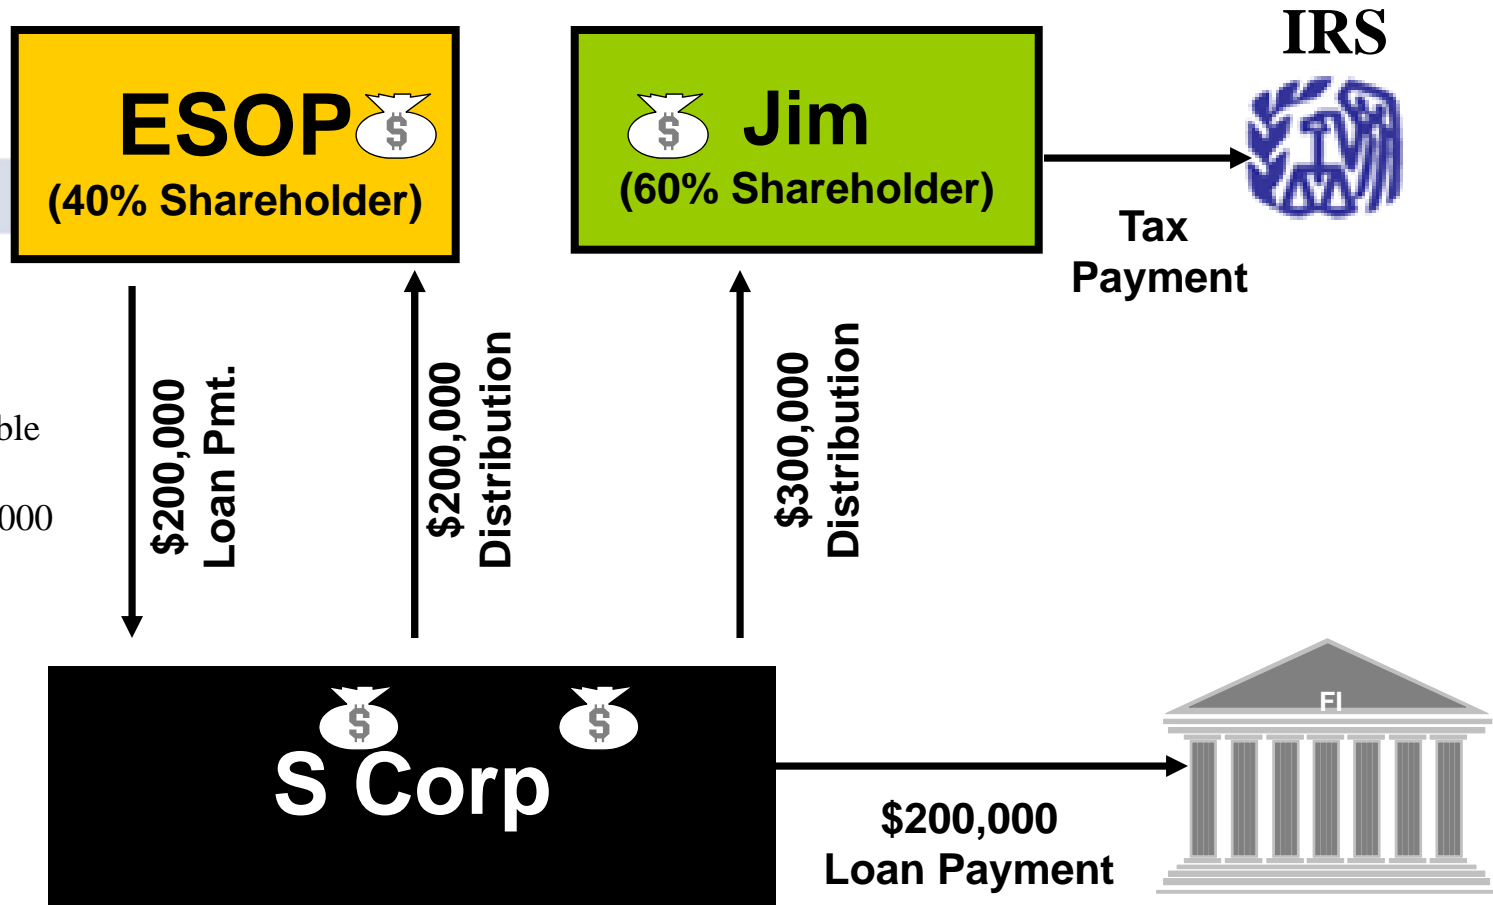 IRS
ESOP
(40% Shareholder)
$
$
Jim
(60% Shareholder)
Tax
Payment
$200,000
Loan Pmt.
$200,000
Distribution
$300,000
Distribution
ble
000
$
$
S Corp
$200,000
Loan Payment
FI